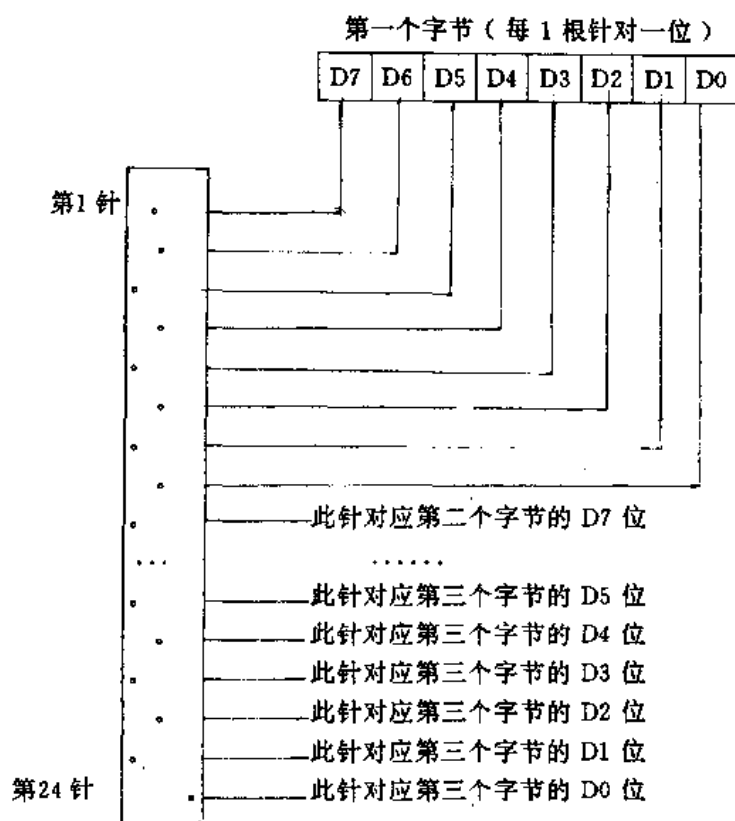 第一个字节（每 1 根针对一位）
D7 D6 D5 D4 D3 D2 D1 D0
第1 针
此针对应第二个字节的 D7 位
... ......
此针对应第三个字节的 D5 位
此针对应第三个字节的 D4 位
此针对应第三个字节的 D3 位
此针对应第三个字节的 D2 位
此针对应第三个字节的 D1 位
第24 针 此针对应第三个字节的 D0 位